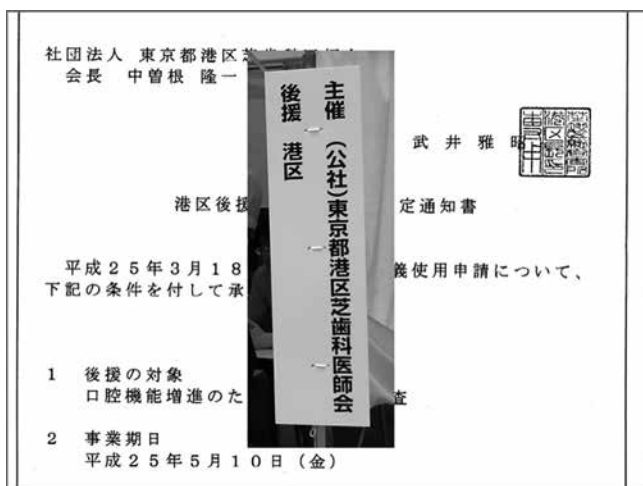 社団法人 東京都港区芝
会長 中曽根 隆一
武井雅昭
港区後援
定通知書
平成25年3月18
義使用申請について、
下記の条件を付して承
1 後援の対象
口腔機能増進のた
査
2 事業期日
平成25年5月10日(金)
主催 (公社)東京都港区芝歯科医師会
後援 港区